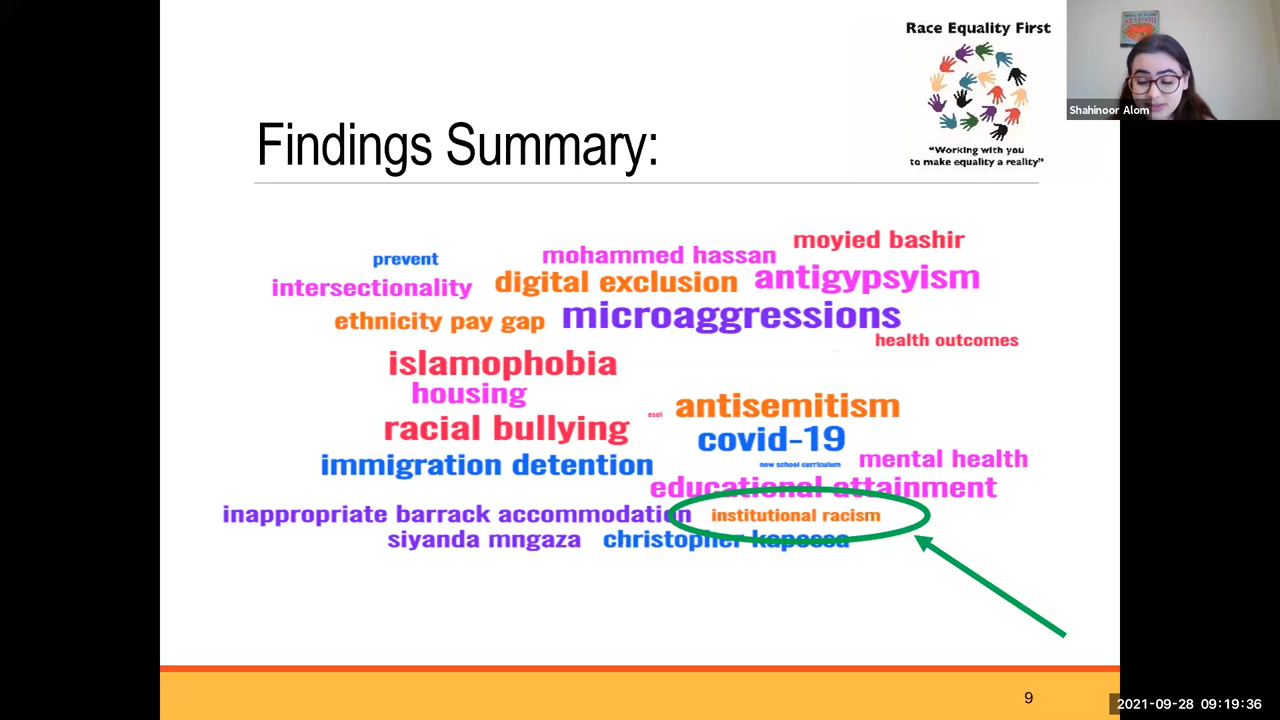 Race Equality First
SEAFOOD
Shahinoor Alom
Findings Summary:
"Working with you
to make equality a reality"
moyied bashir
prevent
mohammed hassan
intersectionality
digital exclusion
antigypsyism
ethnicity pay gap
microaggressions
health outcomes
islamophobia
housing
racial bullying
esol
antisemitism
covid-19
immigration detention
new school curriculum
mental health
educational attainment
inappropriate barrack accommodation
institutional racism
siyanda mngaza
christopher kapessa
9
2021-09-28 09:19:36